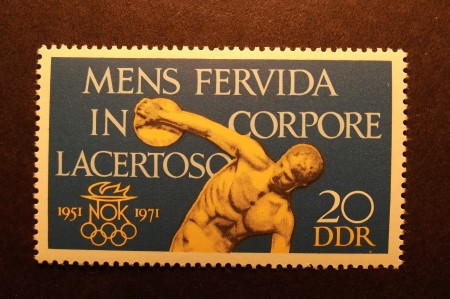 MENS FERVIDA
IN CORPORE
LACERTOSO
1951 NOK 1971
20
DDR